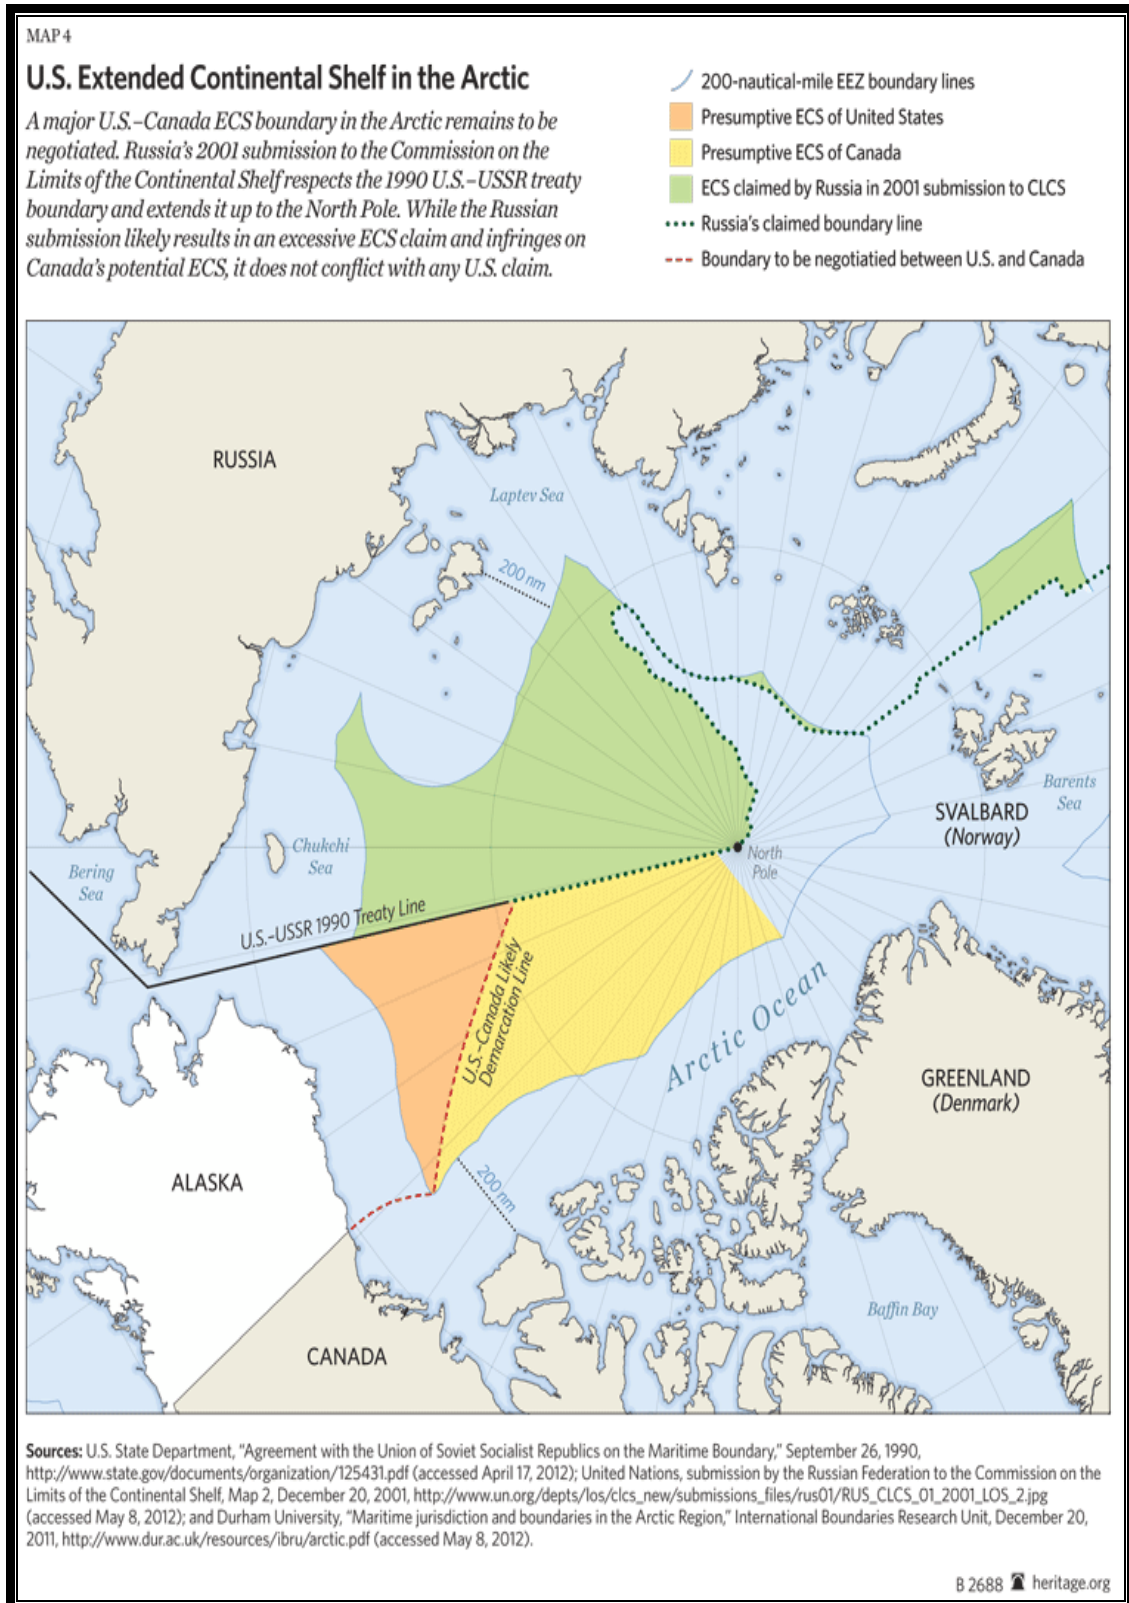 MAP 4
U.S. Extended Continental Shelf in the Arctic
A major U.S.–Canada ECS boundary in the Arctic remains to be
negotiated. Russia's 2001 submission to the Commission on the
Limits of the Continental Shelf respects the 1990 U.S.–USSR treaty
boundary and extends it up to the North Pole. While the Russian
submission likely results in an excessive ECS claim and infringes on
Canada's potential ECS, it does not conflict with any U.S. claim.
200-nautical-mile EEZ boundary lines
Presumptive ECS of United States
Presumptive ECS of Canada
ECS claimed by Russia in 2001 submission to CLCS
Russia's claimed boundary line
Boundary to be negotiatied between U.S. and Canada
RUSSIA
Laptev Sea
200 nm
Chukchi
Sea
Bering
Sea
U.S.–USSR 1990 Treaty Line
North
Pole
SVALBARD
(Norway)
Barents
Sea
U.S.–Canada Likely
Demarcation Line
Arctic Ocean
GREENLAND
(Denmark)
ALASKA
200 nm
Baffin Bay
CANADA
Sources: U.S. State Department, "Agreement with the Union of Soviet Socialist Republics on the Maritime Boundary," September 26, 1990,
http://www.state.gov/documents/organization/125431.pdf (accessed April 17, 2012); United Nations, submission by the Russian Federation to the Commission on the
Limits of the Continental Shelf, Map 2, December 20, 2001, http://www.un.org/depts/los/clcs_new/submissions_files/rus01/RUS_CLCS_01_2001_LOS_2.jpg
(accessed May 8, 2012); and Durham University, "Maritime jurisdiction and boundaries in the Arctic Region," International Boundaries Research Unit, December 20,
2011, http://www.dur.ac.uk/resources/ibru/arctic.pdf (accessed May 8, 2012).
B 2688 heritage.org